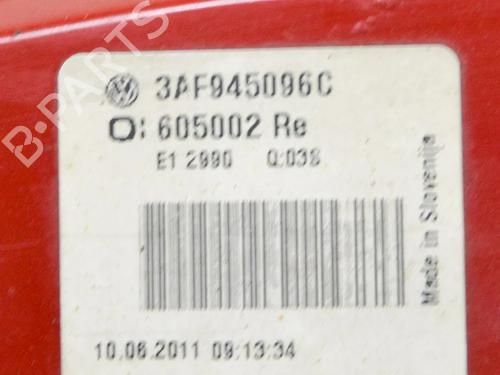 3AF945096C
O: 605002 Re
E1 2990 Q:038
Made in Slovenija
10.06.2011 09:13:34
B-PARTS